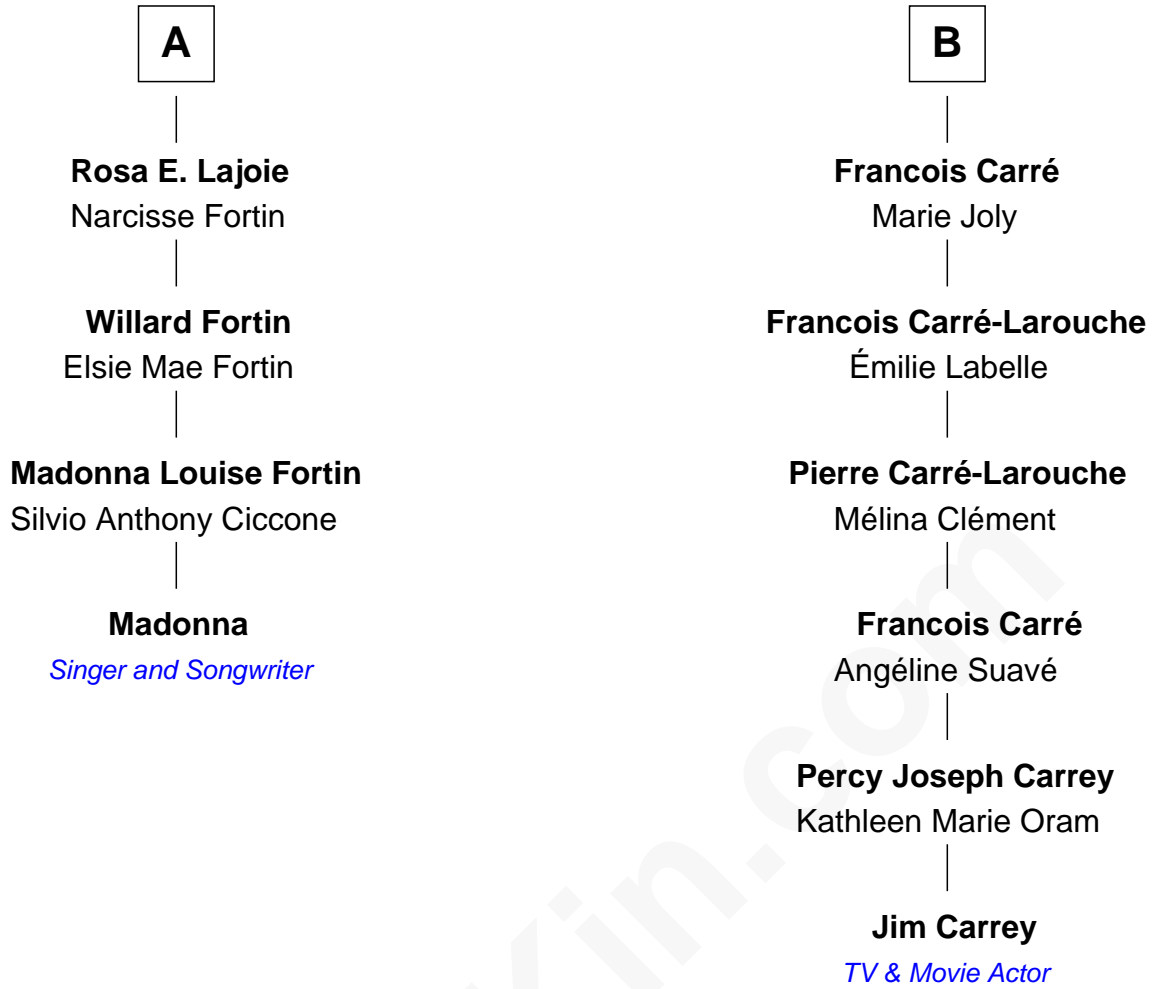 A
Rosa E. Lajoie
Narcisse Fortin
Willard Fortin
Elsie Mae Fortin
Madonna Louise Fortin
Silvio Anthony Ciccone
Madonna
Singer and Songwriter
B
Francois Carré
Marie Joly
Francois Carré-Larouche
Émilie Labelle
Pierre Carré-Larouche
Mélina Clément
Francois Carré
Angéline Suavé
Percy Joseph Carrey
Kathleen Marie Oram
Jim Carrey
TV & Movie Actor
Kin.com